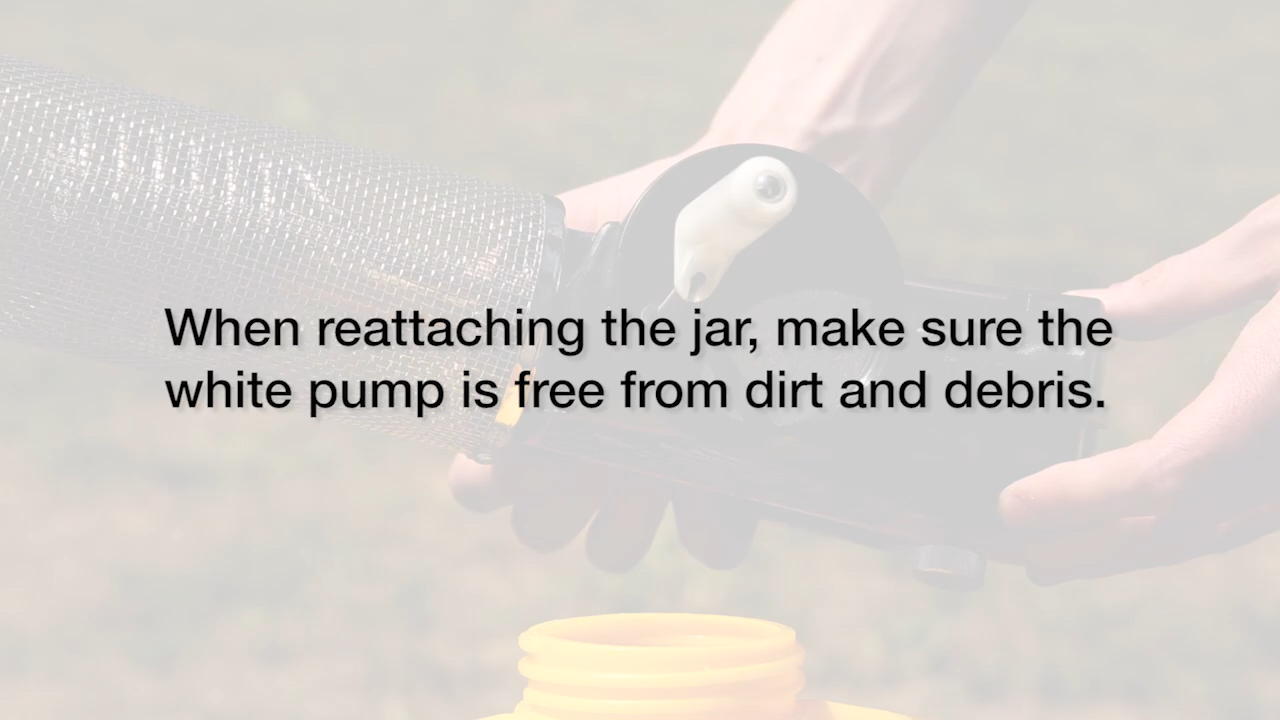 When reattaching the jar, make sure the
white pump is free from dirt and debris.